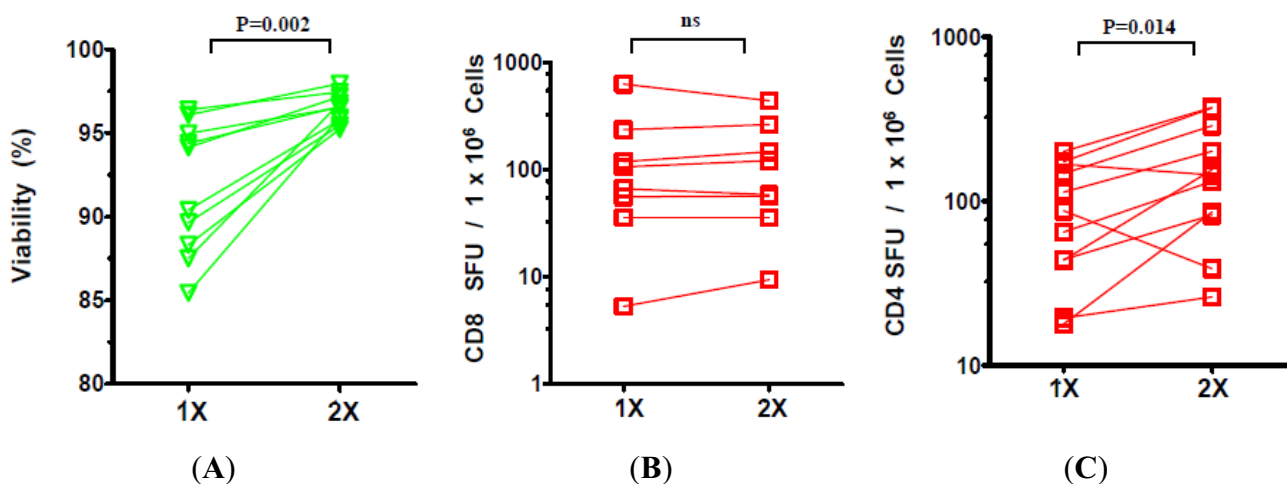 P=0.002
100
95
90
85
80
Viability (%)
1X 2X
(A)
ns
1000
100
10
1
CD8 SFU / 1 x 10⁶ Cells
1X 2X
(B)
P=0.014
1000
100
10
CD4 SFU / 1 x 10⁶ Cells
1X 2X
(C)